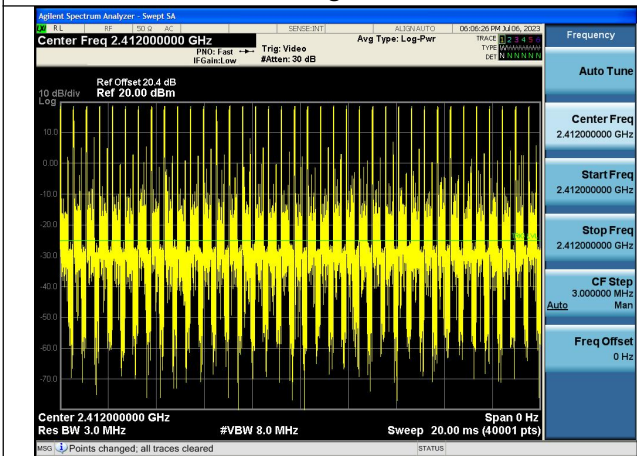 Agilent Spectrum Analyzer - Swept SA
RL RF 50 Ω AC SENSE:INT ALIGN AUTO 06:06:26 PM Jul 06, 2023
Center Freq 2.412000000 GHz
PNO: Fast
IFGain:Low
Trig: Video
#Atten: 30 dB
Avg Type: Log-Pwr
TRACE 1 2 3 4 5 6
TYPE
DET N N N N N N
Ref Offset 20.4 dB
Ref 20.00 dBm
10 dB/div
Log
10.0
0.00
-10.0
-20.0
-30.0
-40.0
-50.0
-60.0
-70.0
Center 2.412000000 GHz
Span 0 Hz
Res BW 3.0 MHz
#VBW 8.0 MHz
Sweep 20.00 ms (40001 pts)
MSG Points changed; all traces cleared
STATUS
Frequency
Auto Tune
Center Freq
2.412000000 GHz
Start Freq
2.412000000 GHz
Stop Freq
2.412000000 GHz
CF Step
3.000000 MHz
Auto Man
Freq Offset
0 Hz